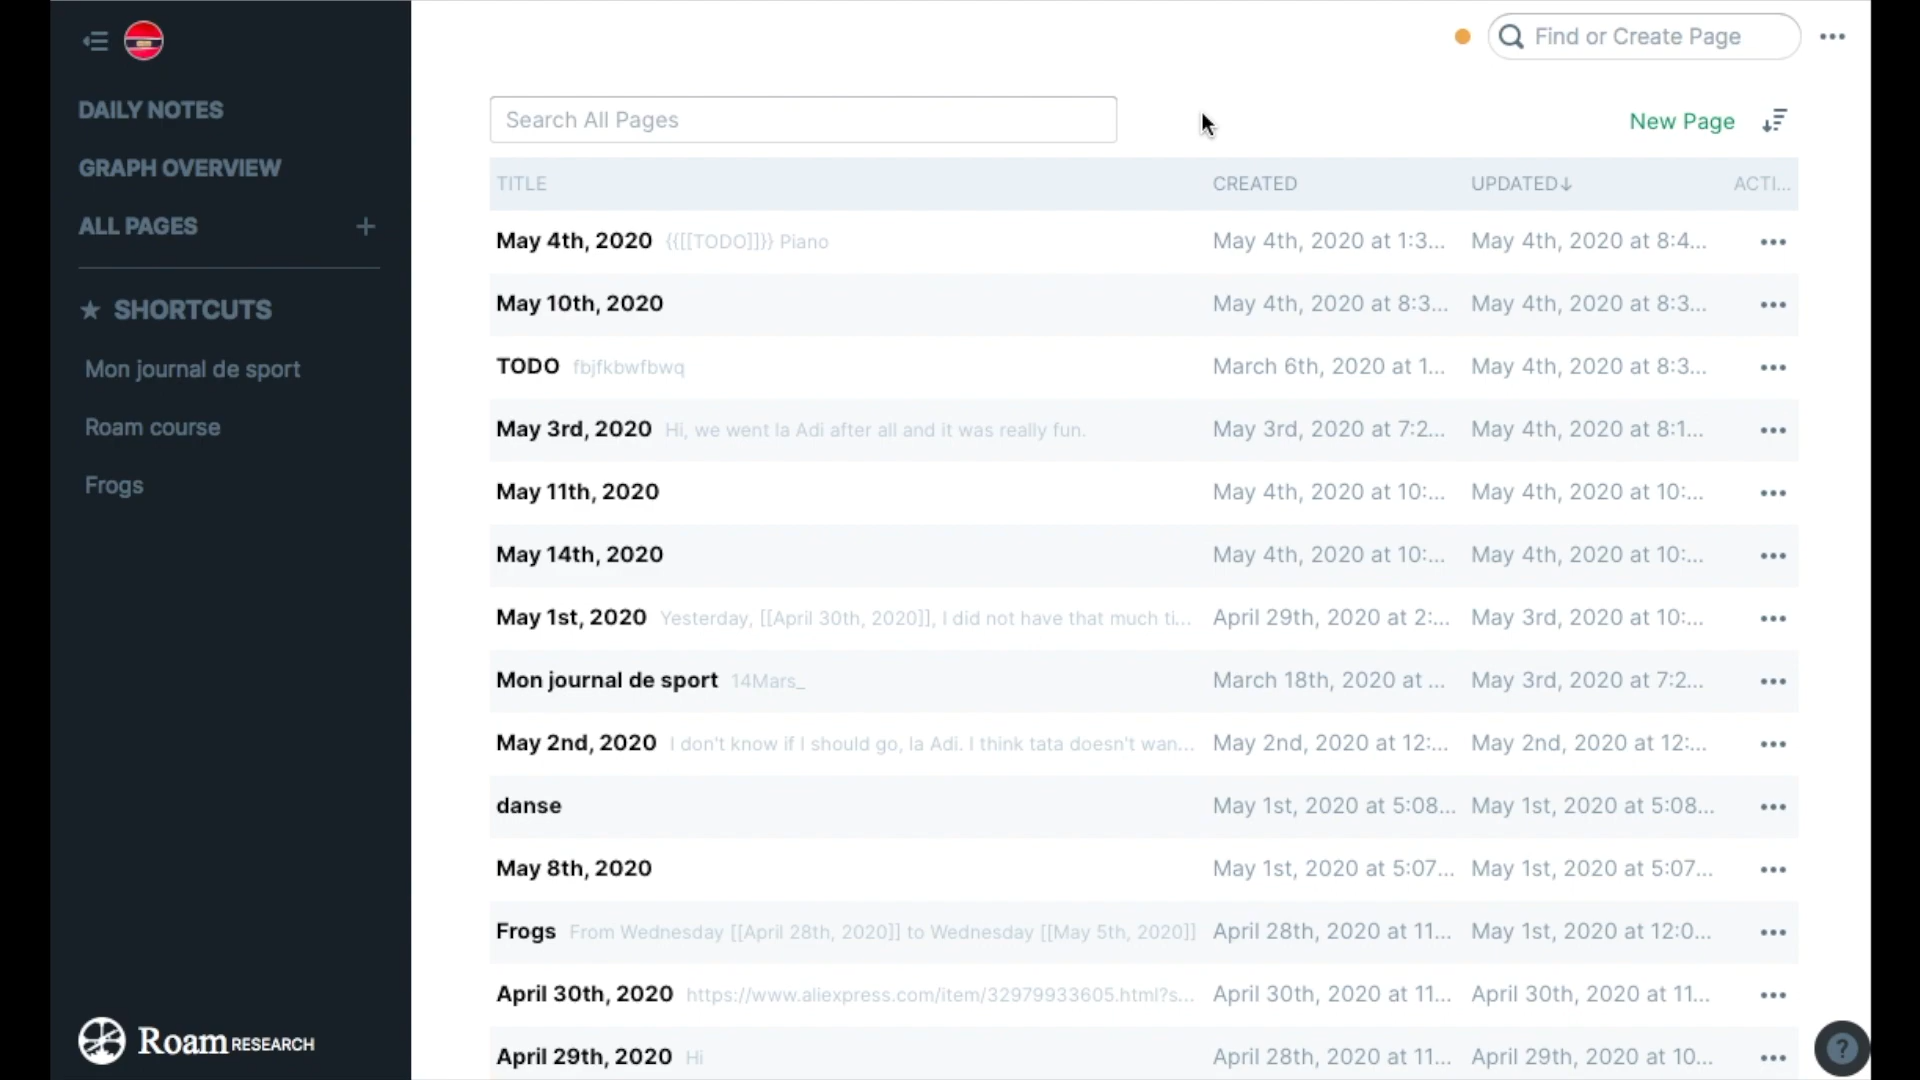 Find or Create Page
DAILY NOTES
GRAPH OVERVIEW
ALL PAGES +
★ SHORTCUTS
Mon journal de sport
Roam course
Frogs
Roam RESEARCH
Search All Pages
New Page
TITLE CREATED UPDATED↓ ACTI...
May 4th, 2020 {{[[TODO]]}} Piano May 4th, 2020 at 1:3... May 4th, 2020 at 8:4...
May 10th, 2020 May 4th, 2020 at 8:3... May 4th, 2020 at 8:3...
TODO fbjfkbwfbwq March 6th, 2020 at 1... May 4th, 2020 at 8:3...
May 3rd, 2020 Hi, we went la Adi after all and it was really fun. May 3rd, 2020 at 7:2... May 4th, 2020 at 8:1...
May 11th, 2020 May 4th, 2020 at 10:... May 4th, 2020 at 10:...
May 14th, 2020 May 4th, 2020 at 10:... May 4th, 2020 at 10:...
May 1st, 2020 Yesterday, [[April 30th, 2020]], I did not have that much ti... April 29th, 2020 at 2:... May 3rd, 2020 at 10:...
Mon journal de sport 14Mars_ March 18th, 2020 at ... May 3rd, 2020 at 7:2...
May 2nd, 2020 I don't know if I should go, la Adi. I think tata doesn't wan... May 2nd, 2020 at 12:... May 2nd, 2020 at 12:...
danse May 1st, 2020 at 5:08... May 1st, 2020 at 5:08...
May 8th, 2020 May 1st, 2020 at 5:07... May 1st, 2020 at 5:07...
Frogs From Wednesday [[April 28th, 2020]] to Wednesday [[May 5th, 2020]] April 28th, 2020 at 11... May 1st, 2020 at 12:0...
April 30th, 2020 https://www.aliexpress.com/item/32979933605.html?s... April 30th, 2020 at 11... April 30th, 2020 at 11...
April 29th, 2020 Hi April 28th, 2020 at 11... April 29th, 2020 at 10...
?